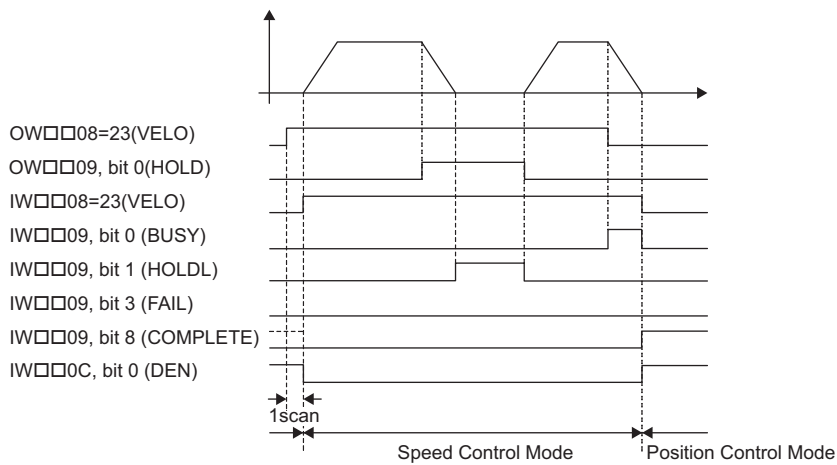 OW□□08=23(VELO)
OW□□09, bit 0(HOLD)
IW□□08=23(VELO)
IW□□09, bit 0 (BUSY)
IW□□09, bit 1 (HOLDL)
IW□□09, bit 3 (FAIL)
IW□□09, bit 8 (COMPLETE)
IW□□0C, bit 0 (DEN)
1scan
Speed Control Mode
Position Control Mode